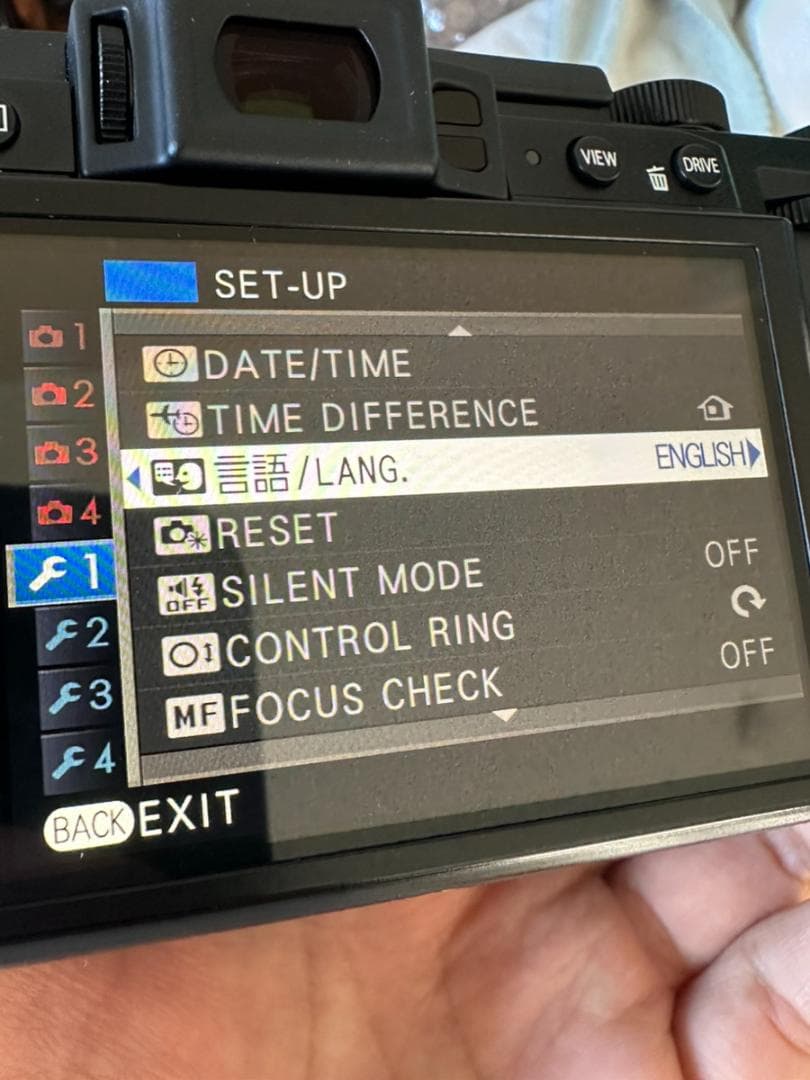 VIEW DRIVE
SET-UP
1
DATE/TIME
2
TIME DIFFERENCE
3
言語/LANG. ENGLISH
4
RESET
1
OFF SILENT MODE OFF
2
CONTROL RING
3
MF FOCUS CHECK OFF
4
BACK EXIT